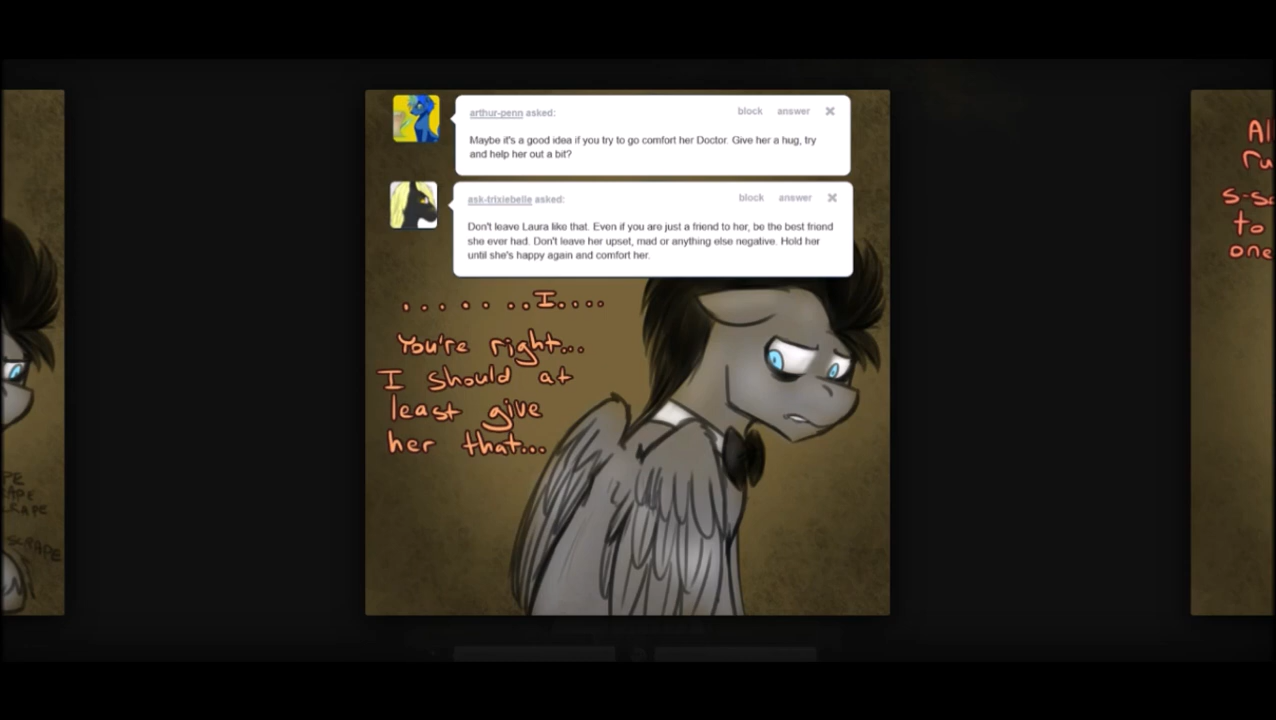 arthur-penn asked:
block answer
Maybe it's a good idea if you try to go comfort her Doctor. Give her a hug, try
and help her out a bit?
ask-trixiebelle asked:
block answer
Don't leave Laura like that. Even if you are just a friend to her, be the best friend
she ever had. Don't leave her upset, mad or anything else negative. Hold her
until she's happy again and comfort her.
. . . . . ..I....
You're right...
I should at
least give
her that...
SCRAPE
to
one